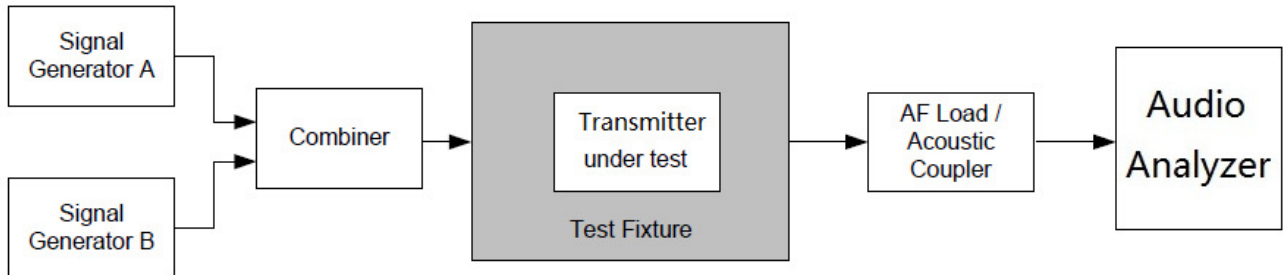 Signal
Generator A
Signal
Generator B
Combiner
Transmitter
under test
Test Fixture
AF Load /
Acoustic
Coupler
Audio
Analyzer